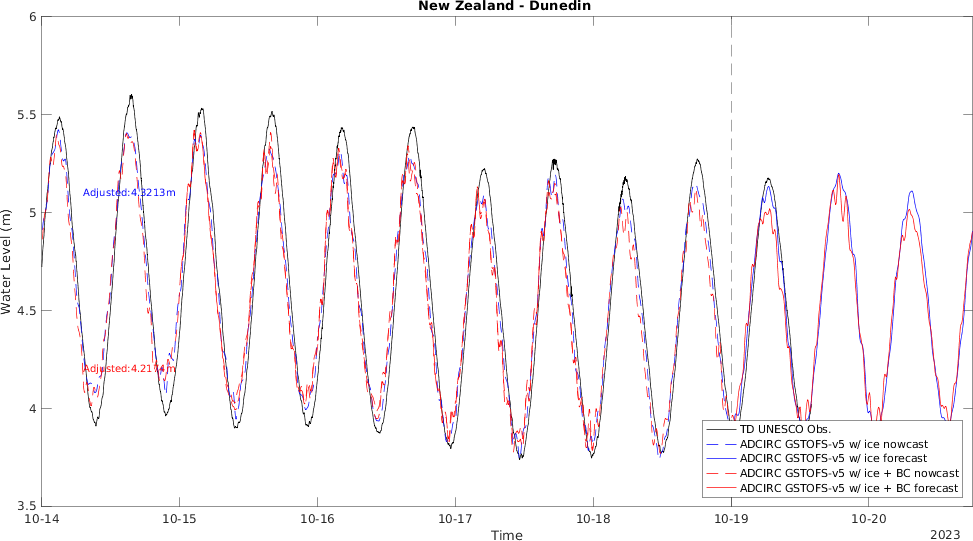 New Zealand - Dunedin
6
5.5
5
4.5
4
3.5
Water Level (m)
Adjusted:4.3213m
Adjusted:4.2174m
TD UNESCO Obs.
ADCIRC GSTOFS-v5 w/ ice nowcast
ADCIRC GSTOFS-v5 w/ ice forecast
ADCIRC GSTOFS-v5 w/ ice + BC nowcast
ADCIRC GSTOFS-v5 w/ ice + BC forecast
10-14 10-15 10-16 10-17 10-18 10-19 10-20
Time
2023